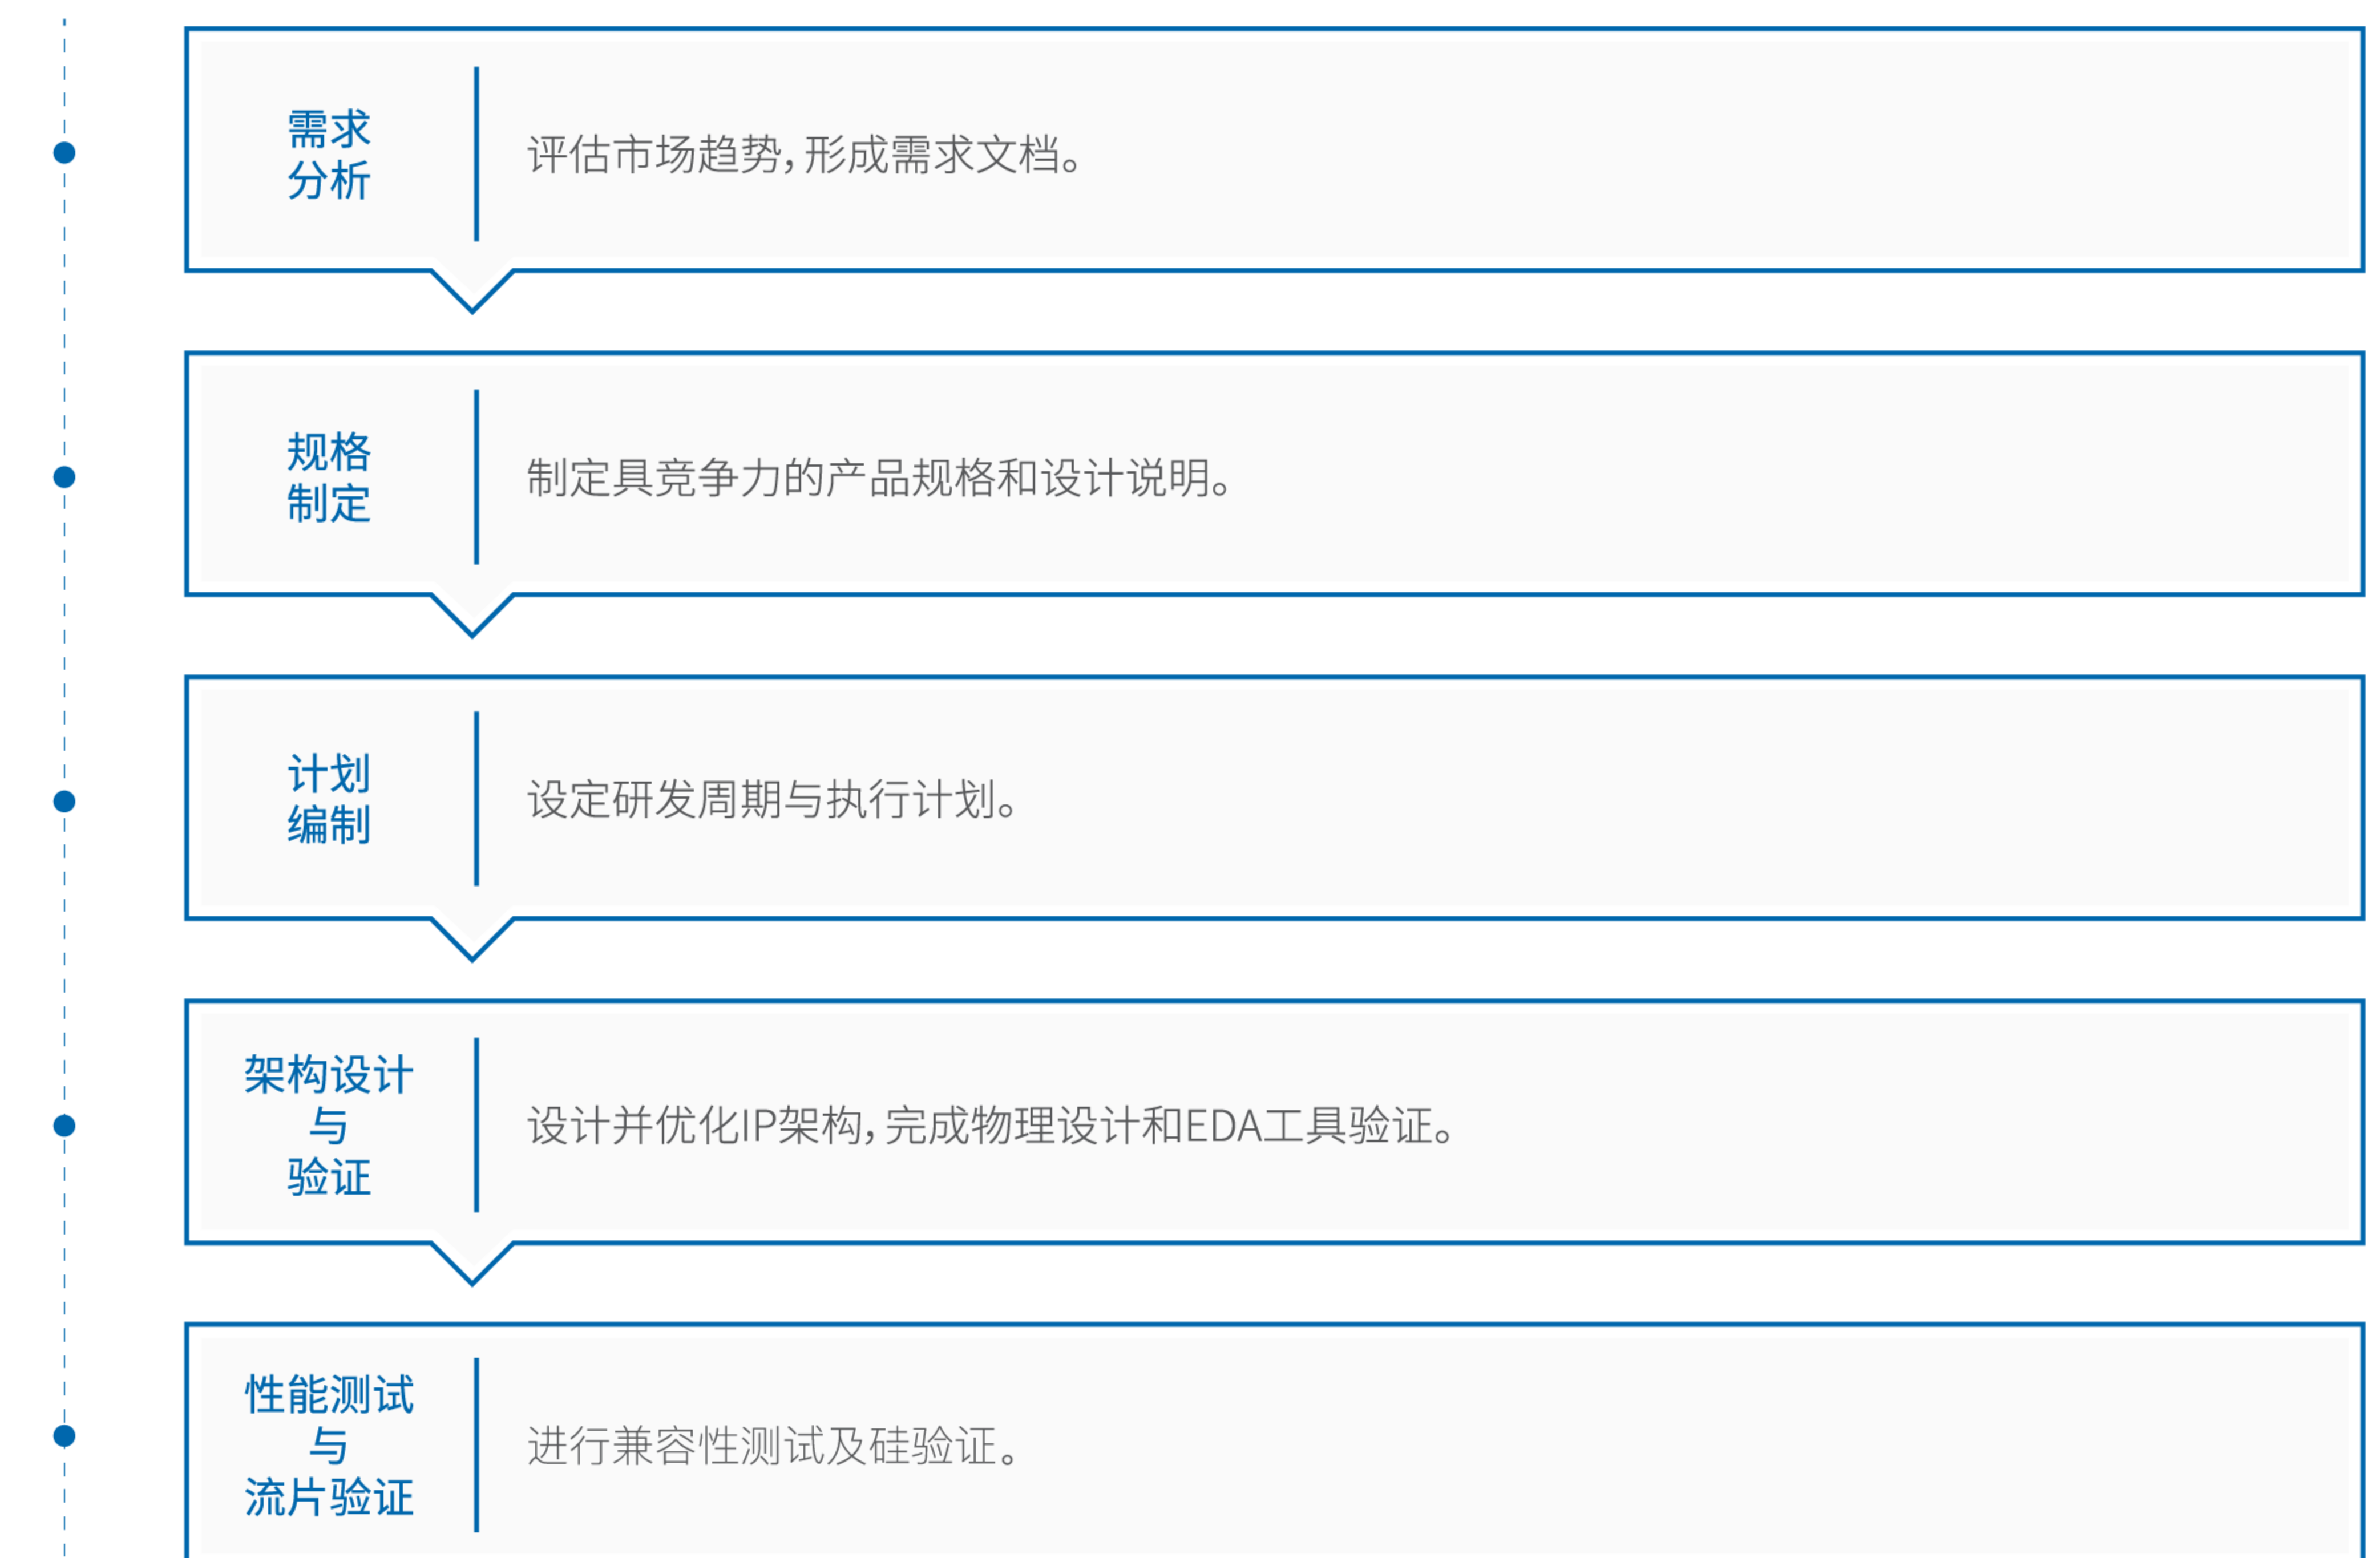 需求
分析
评估市场趋势，形成需求文档。
规格
制定
制定具竞争力的产品规格和设计说明。
计划
编制
设定研发周期与执行计划。
架构设计
与
验证
设计并优化IP架构，完成物理设计和EDA工具验证。
性能测试
与
流片验证
进行兼容性测试及硅验证。